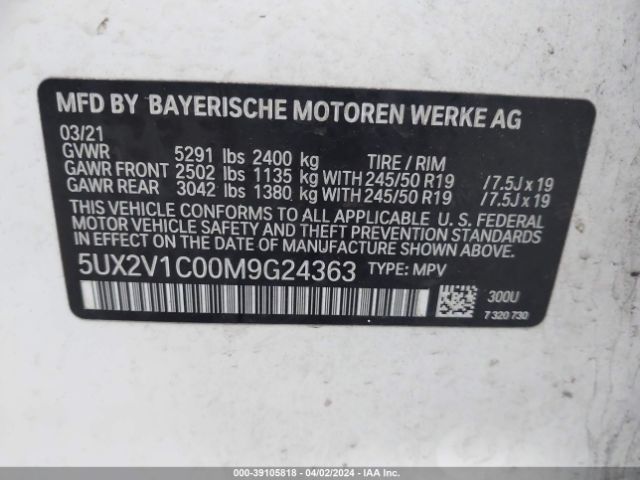 MFD BY BAYERISCHE MOTOREN WERKE AG
03/21
GVWR 5291 lbs 2400 kg TIRE / RIM
GAWR FRONT 2502 lbs 1135 kg WITH 245/50 R19 /7.5J x 19
GAWR REAR 3042 lbs 1380 kg WITH 245/50 R19 /7.5J x 19
THIS VEHICLE CONFORMS TO ALL APPLICABLE U. S. FEDERAL
MOTOR VEHICLE SAFETY, BUMPER, AND
THEFT PREVENTION STANDARDS IN EFFECT ON THE
DATE OF MANUFACTURE SHOWN ABOVE.
5UX2V1C00M9G24363 TYPE: MPV
300U
7 320 730
000-39105818 - 04/02/2024 - IAA